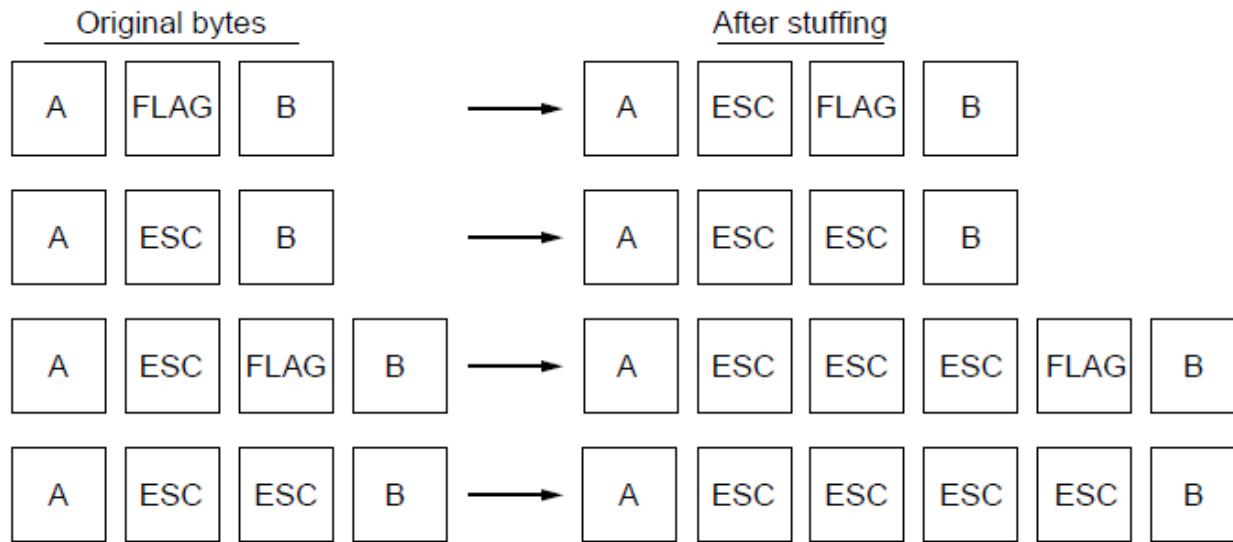 Original bytes After stuffing
A FLAG B A ESC FLAG B
A ESC B A ESC ESC B
A ESC FLAG B A ESC ESC ESC FLAG B
A ESC ESC B A ESC ESC ESC ESC B